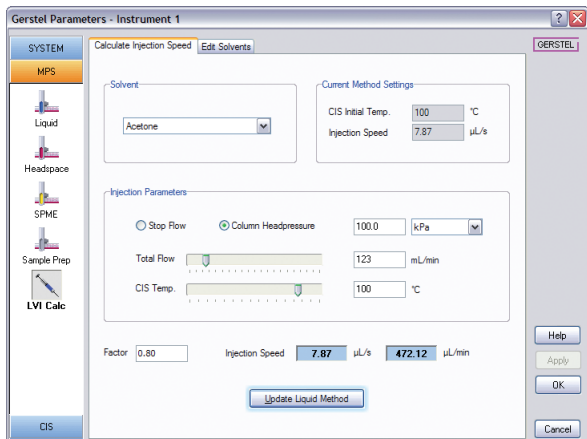 Gerstel Parameters - Instrument 1
SYSTEM
MPS
Liquid
Headspace
SPME
Sample Prep
LVI Calc
CIS
Calculate Injection Speed Edit Solvents
GERSTEL
Solvent
Acetone
Current Method Settings
CIS Initial Temp. 100 °C
Injection Speed 7.87 µL/s
Injection Parameters
Stop Flow Column Headpressure 100.0 kPa
Total Flow 123 mL/min
CIS Temp. 100 °C
Factor 0.80 Injection Speed 7.87 µL/s 472.12 µL/min
Update Liquid Method
Help
Apply
OK
Cancel